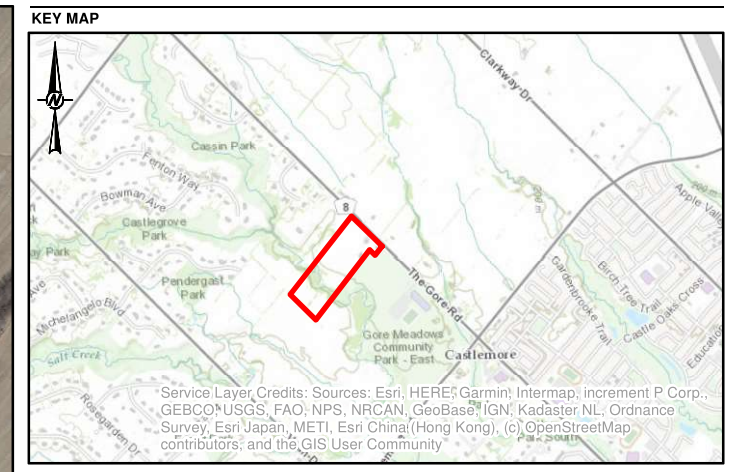 KEY MAP
N
Clarkway Dr
Cassin Park
Fenton Way
Bowman Ave
8
Castlegrove
Park
Apple Valley
200 m
Pendergast
Park
The Gore Rd
Gardenbrooke Trail
Birch Tree Trail
Castle Oaks Cross
Michelangelo Blvd
Gore Meadows
Community
Park - East
Castlemore
Salt Creek
Rosegarden Dr
Service Layer Credits: Sources: Esri, HERE, Garmin, Intermap, increment P Corp.,
GEBCO, USGS, FAO, NPS, NRCAN, GeoBase, IGN, Kadaster NL, Ordnance
Survey, Esri Japan, METI, Esri China (Hong Kong), (c) OpenStreetMap
contributors, and the GIS User Community